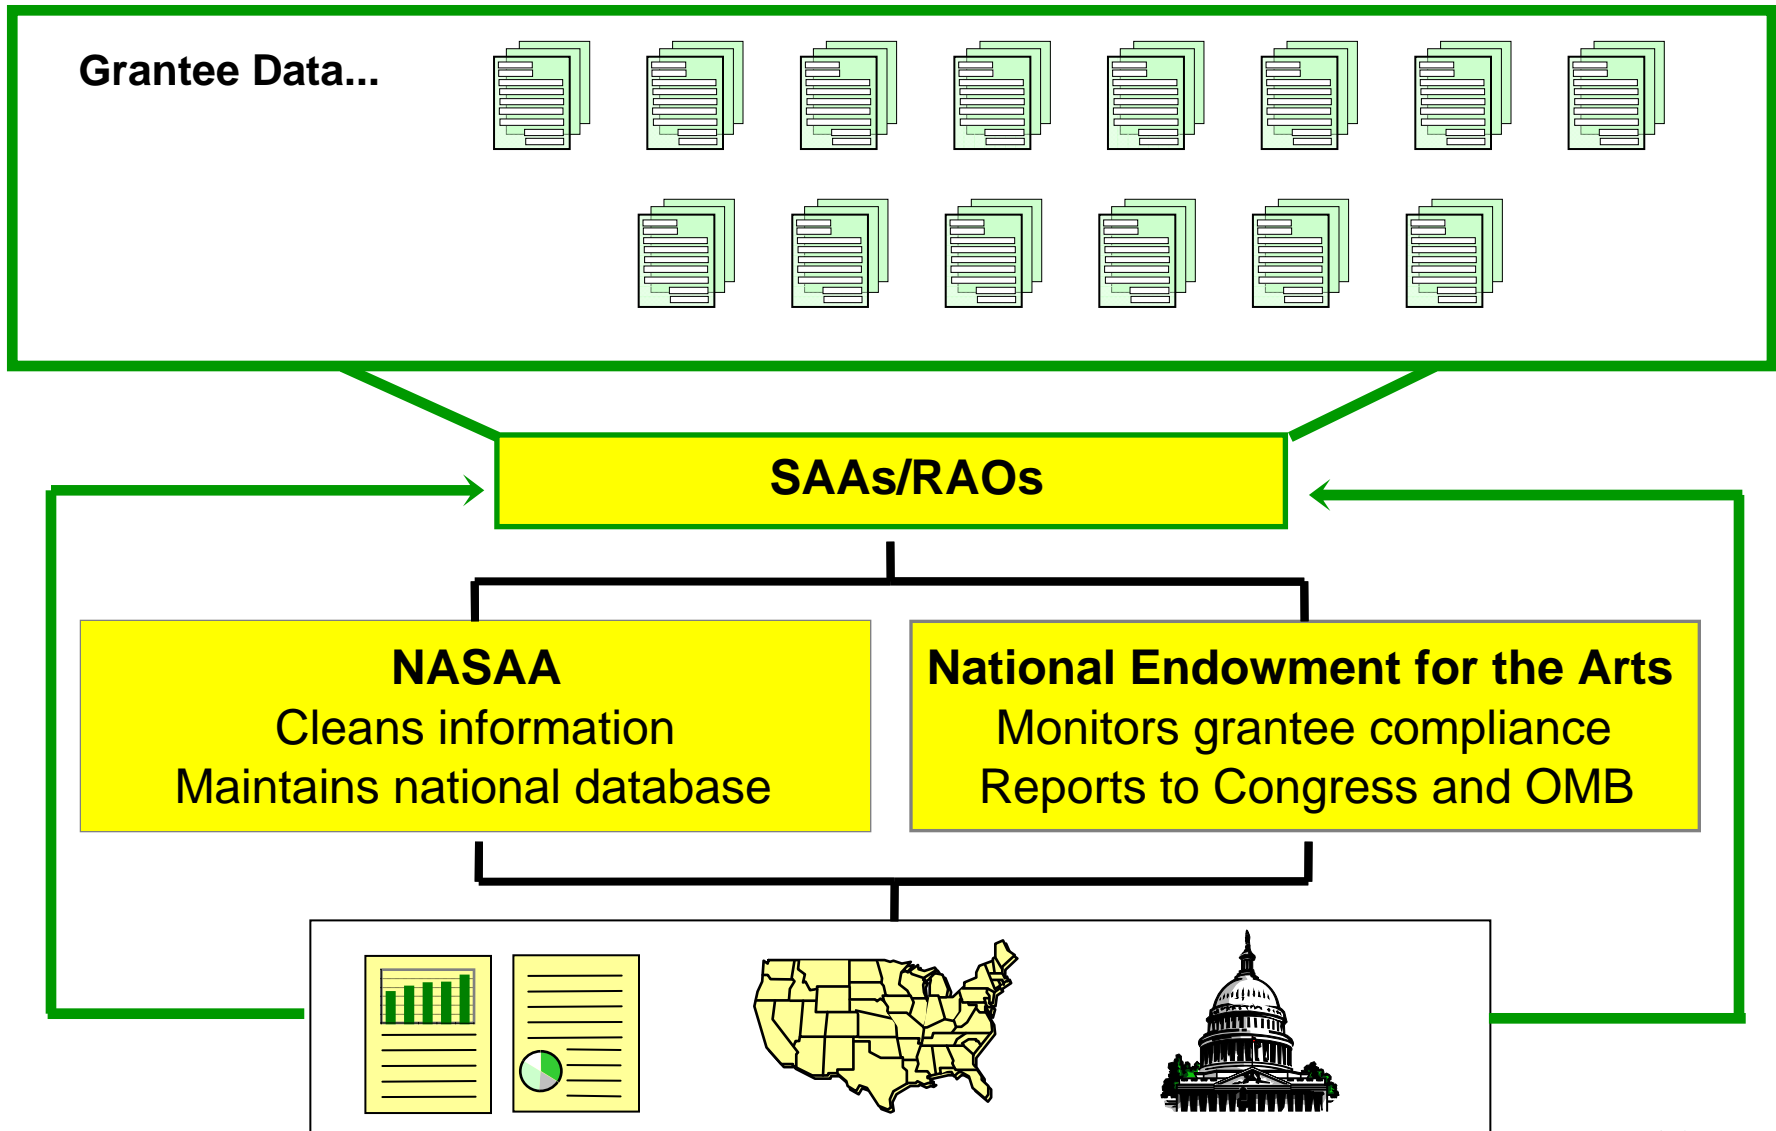 Grantee Data...
SAAs/RAOs
NASAA
Cleans information
Maintains national database
National Endowment for the Arts
Monitors grantee compliance
Reports to Congress and OMB